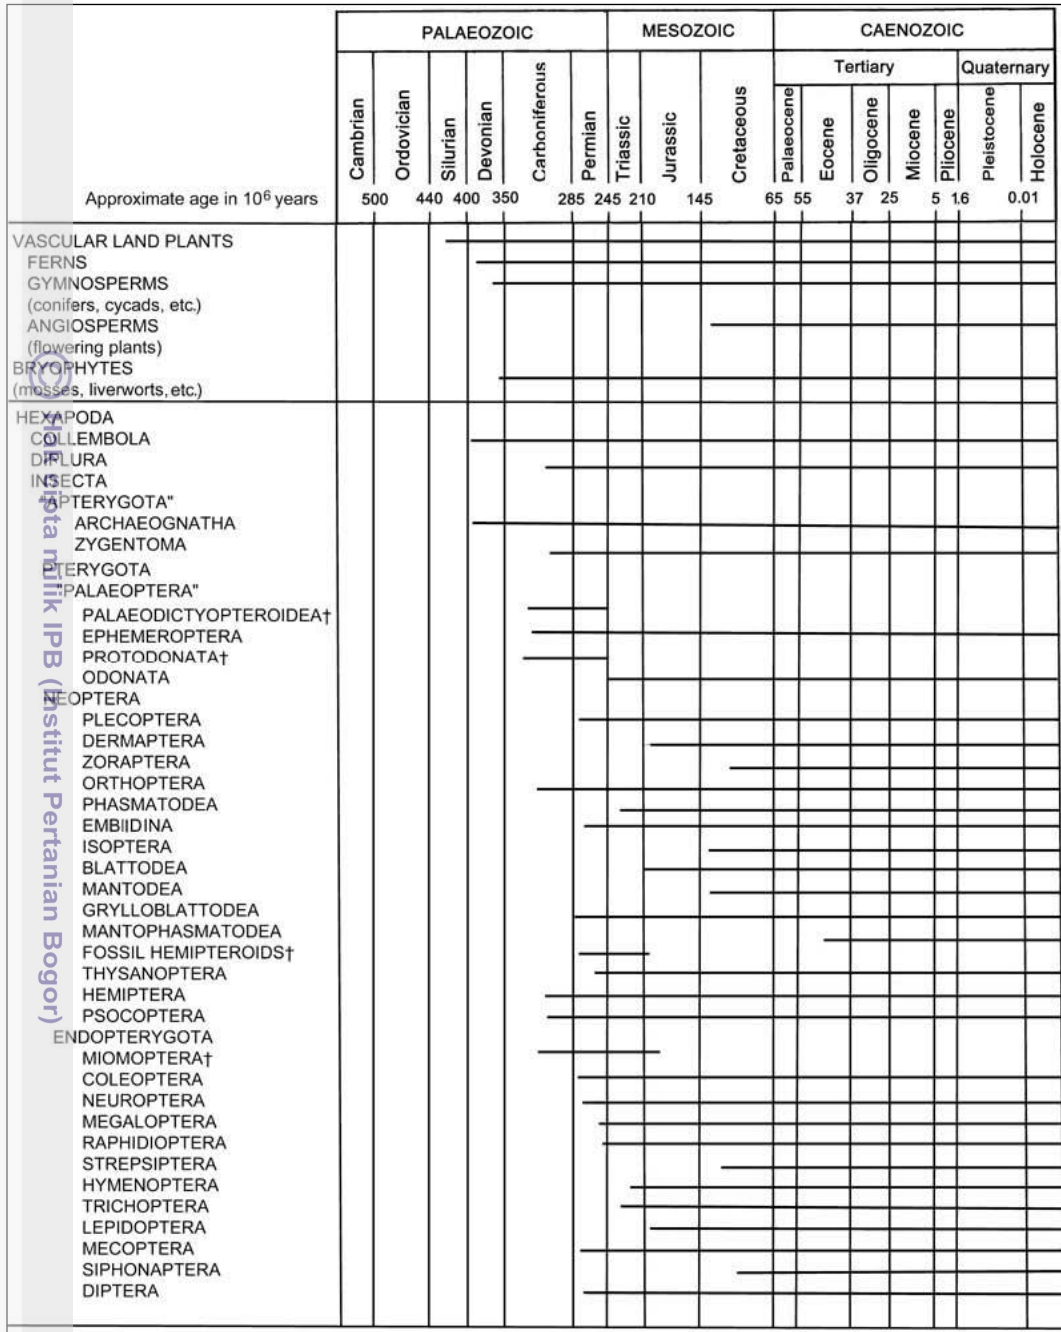 PALAEOZOIC MESOZOIC CAENOZOIC
Tertiary Quaternary
Cambrian Ordovician Silurian Devonian Carboniferous Permian Triassic Jurassic Cretaceous Palaeocene Eocene Oligocene Miocene Pliocene Pleistocene Holocene
Approximate age in 10⁶ years 500 440 400 350 285 245 210 145 65 55 37 25 5 1.6 0.01
VASCULAR LAND PLANTS
FERNS
GYMNOSPERMS
(conifers, cycads, etc.)
ANGIOSPERMS
(flowering plants)
BRYOPHYTES
(mosses, liverworts, etc.)
HEXAPODA
COLLEMBOLA
DIPLURA
INSECTA
"APTERYGOTA"
ARCHAEOGNATHA
ZYGENTOMA
PTERYGOTA
"PALAEOPTERA"
PALAEODICTYOPTEROIDEA†
EPHEMEROPTERA
PROTODONATA†
ODONATA
NEOPTERA
PLECOPTERA
DERMAPTERA
ZORAPTERA
ORTHOPTERA
PHASMATODEA
EMBIIDINA
ISOPTERA
BLATTODEA
MANTODEA
GRYLLOBLATTODEA
MANTOPHASMATODEA
FOSSIL HEMIPTEROIDS†
THYSANOPTERA
HEMIPTERA
PSOCOPTERA
ENDOPTERYGOTA
MIOMOPTERA†
COLEOPTERA
NEUROPTERA
MEGALOPTERA
RAPHIDIOPTERA
STREPSIPTERA
HYMENOPTERA
TRICHOPTERA
LEPIDOPTERA
MECOPTERA
SIPHONAPTERA
DIPTERA
© Hak cipta milik IPB (Institut Pertanian Bogor)